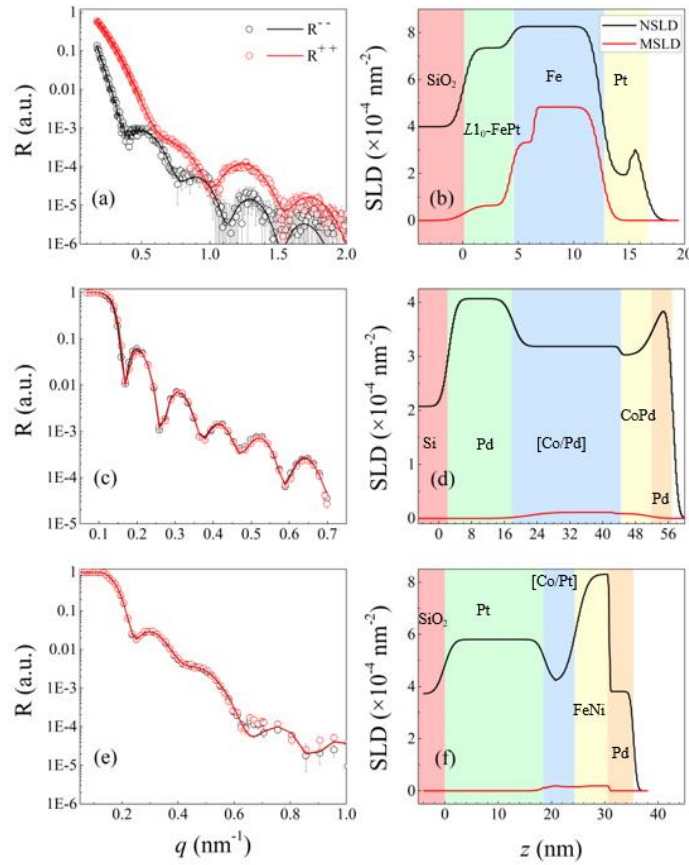 1
0.1
0.01
1E-3
1E-4
1E-5
1E-6
R (a.u.)
R⁻⁻
R⁺⁺
(a)
0.5 1.0 1.5 2.0
8
4
0
SLD (×10⁻⁴ nm⁻²)
NSLD
MSLD
SiO₂
L1₀-FePt
Fe
Pt
(b)
0 5 10 15 20
1
0.1
0.01
1E-3
1E-4
1E-5
R (a.u.)
(c)
0.1 0.2 0.3 0.4 0.5 0.6 0.7
4
2
0
SLD (×10⁻⁴ nm⁻²)
Si
Pd
[Co/Pd]
CoPd
Pd
(d)
0 8 16 24 32 40 48 56
1
0.1
0.01
1E-3
1E-4
1E-5
1E-6
R (a.u.)
(e)
0.2 0.4 0.6 0.8 1.0
q (nm⁻¹)
8
6
4
2
0
SLD (×10⁻⁴ nm⁻²)
[Co/Pt]
SiO₂
Pt
FeNi
Pd
(f)
0 10 20 30 40
z (nm)